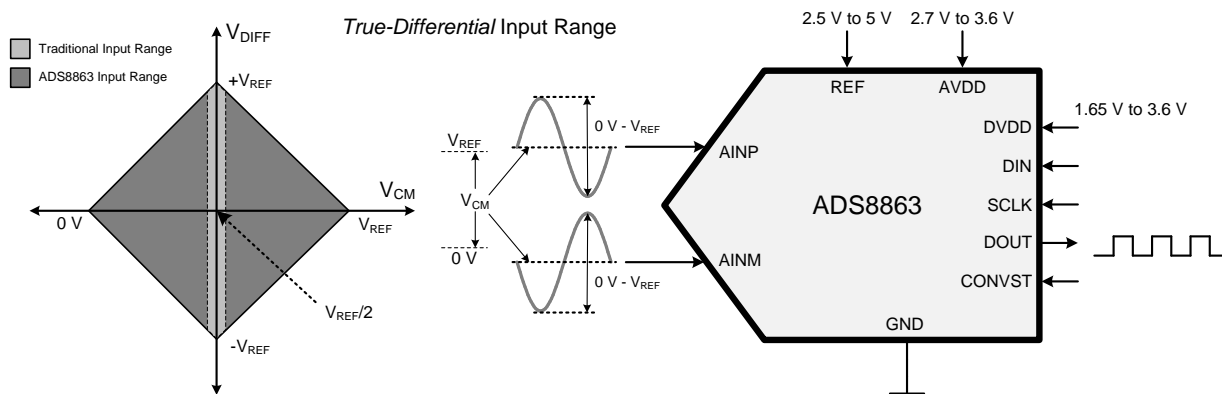 True-Differential Input Range
Traditional Input Range
ADS8863 Input Range
VDIFF
+VREF
VCM
0 V
VREF
VREF/2
-VREF
VREF
VCM
0 V
0 V - VREF
0 V - VREF
2.5 V to 5 V
2.7 V to 3.6 V
1.65 V to 3.6 V
REF
AVDD
AINP
AINM
ADS8863
DVDD
DIN
SCLK
DOUT
CONVST
GND